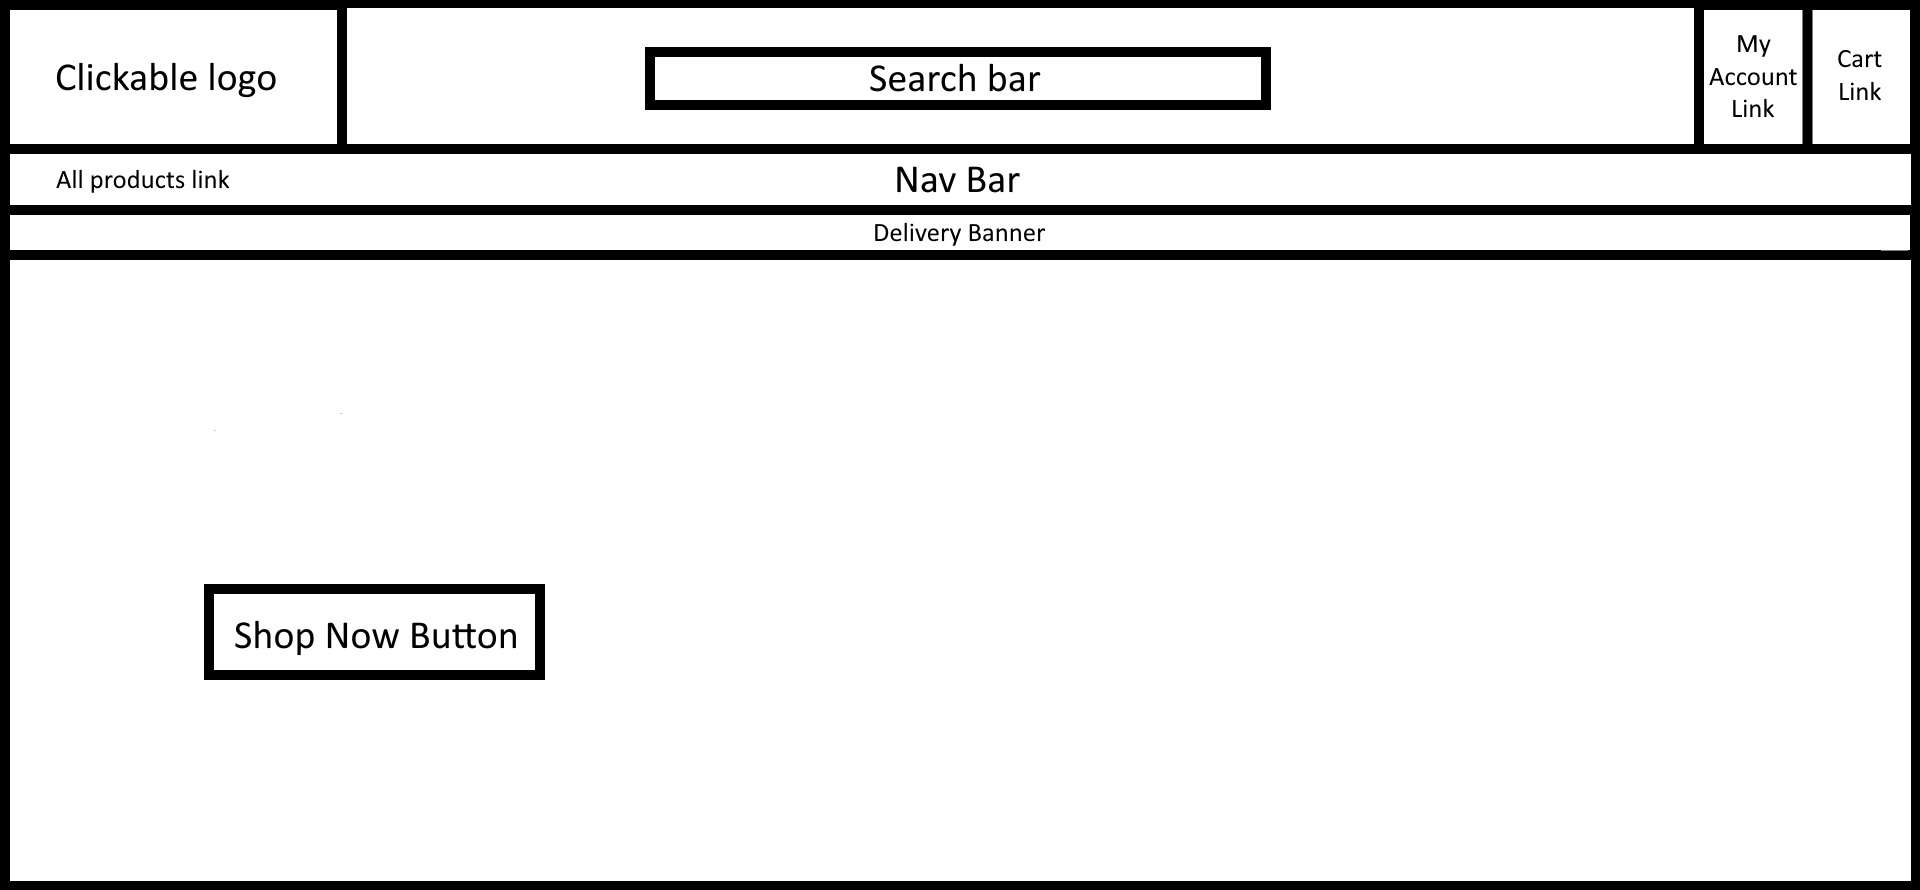 Clickable logo
Search bar
My
Account
Link
Cart
Link
All products link
Nav Bar
Delivery Banner
Shop Now Button